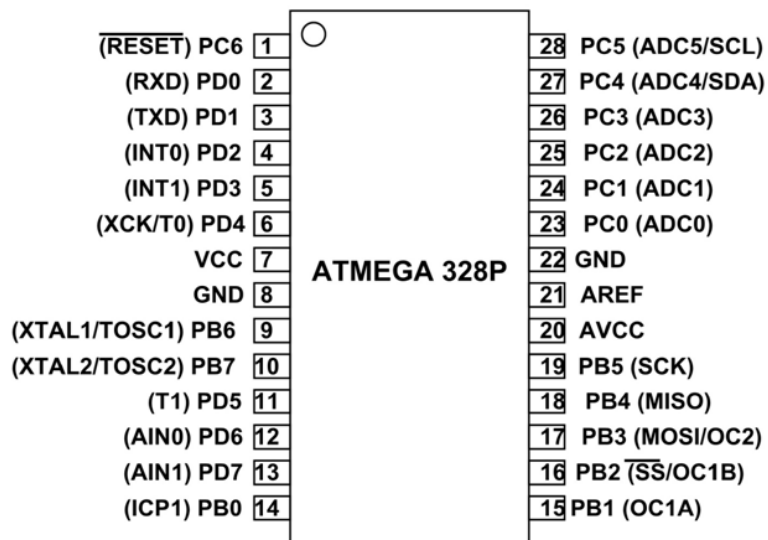 (RESET) PC6 1
(RXD) PD0 2
(TXD) PD1 3
(INT0) PD2 4
(INT1) PD3 5
(XCK/T0) PD4 6
VCC 7
GND 8
(XTAL1/TOSC1) PB6 9
(XTAL2/TOSC2) PB7 10
(T1) PD5 11
(AIN0) PD6 12
(AIN1) PD7 13
(ICP1) PB0 14
ATMEGA 328P
28 PC5 (ADC5/SCL)
27 PC4 (ADC4/SDA)
26 PC3 (ADC3)
25 PC2 (ADC2)
24 PC1 (ADC1)
23 PC0 (ADC0)
22 GND
21 AREF
20 AVCC
19 PB5 (SCK)
18 PB4 (MISO)
17 PB3 (MOSI/OC2)
16 PB2 (SS/OC1B)
15 PB1 (OC1A)